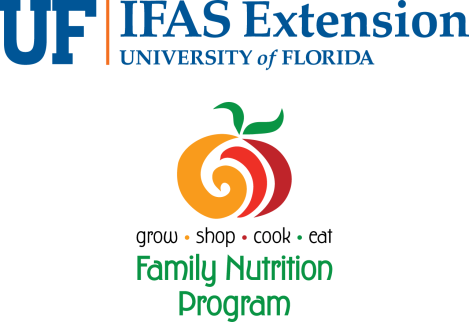 UF IFAS Extension
UNIVERSITY of FLORIDA
grow • shop • cook • eat
Family Nutrition
Program